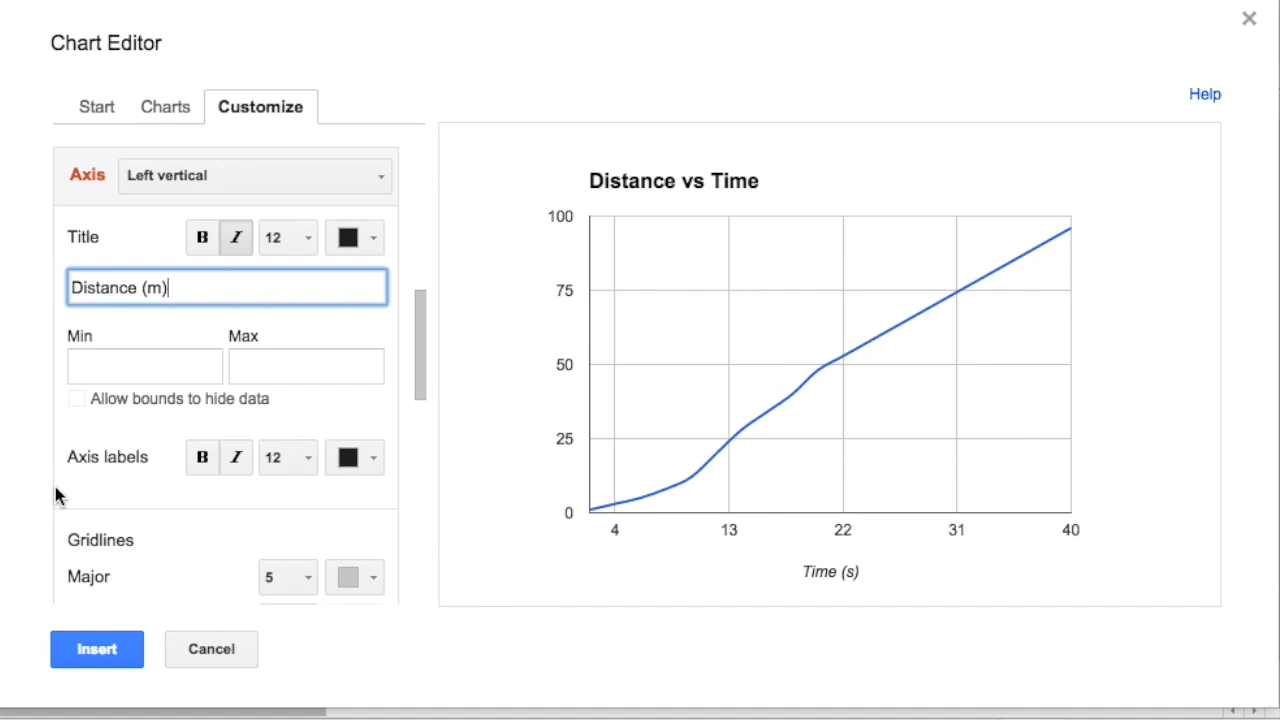 Chart Editor
Start Charts Customize
Help
Axis Left vertical
Title B I 12
Distance (m)
Min Max
Allow bounds to hide data
Axis labels B I 12
Gridlines
Major 5
Insert Cancel
Distance vs Time
100
75
50
25
0
4 13 22 31 40
Time (s)